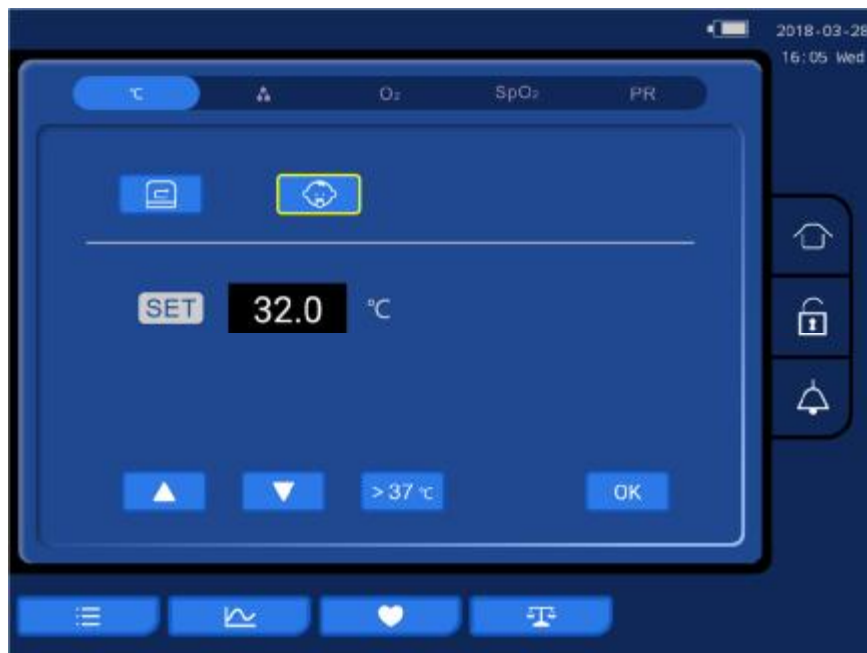 2018-03-28
16:05 Wed
℃ O₂ SpO₂ PR
SET 32.0 ℃
>37 ℃ OK